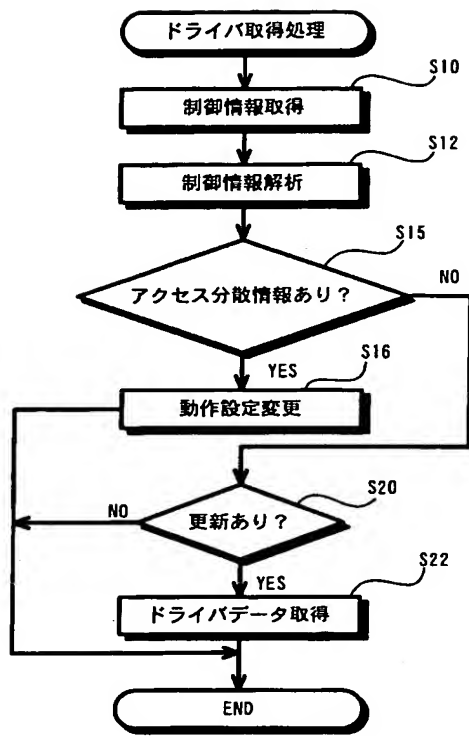 ドライバ取得処理
S10
制御情報取得
S12
制御情報解析
S15
アクセス分散情報あり？
NO
YES
S16
動作設定変更
S20
NO
更新あり？
YES
S22
ドライバデータ取得
END